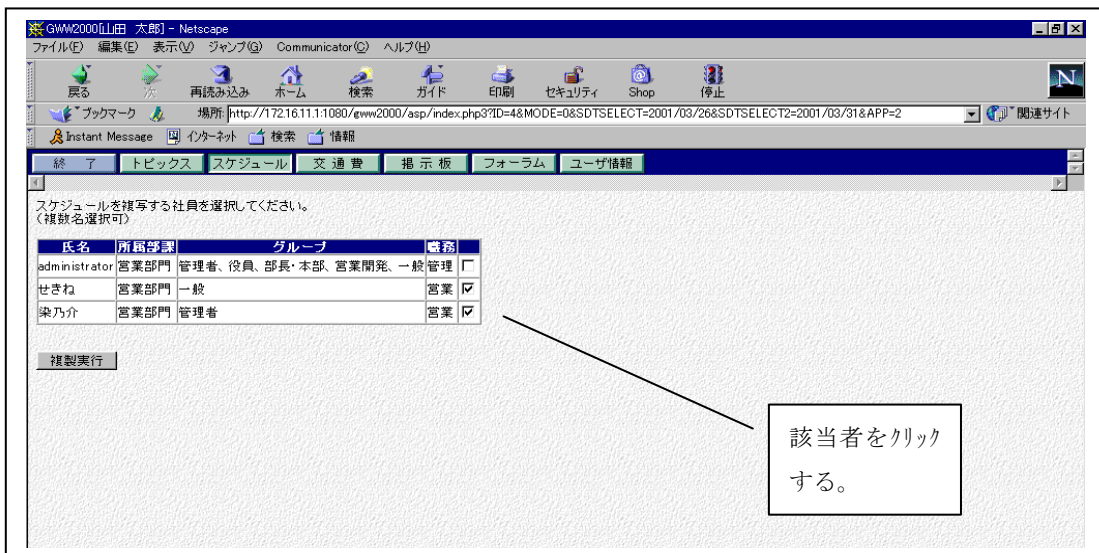 GWW2000[山田 太郎] - Netscape
ファイル(F) 編集(E) 表示(V) ジャンプ(G) Communicator(C) ヘルプ(H)
戻る 次 再読み込み ホーム 検索 ガイド 印刷 セキュリティ Shop 停止 N
ブックマーク 場所: http://172.16.11.1:1080/gww2000/asp/index.php3?ID=4&MODE=0&SDTSELECT=2001/03/26&SDTSELECT2=2001/03/31&APP=2 関連サイト
Instant Message インターネット 検索 情報
終 了 トピックス スケジュール 交 通 費 掲 示 板 フォーラム ユーザ情報
スケジュールを複写する社員を選択してください。
(複数名選択可)
氏名 所属部課 グループ 職務
administrator 営業部門 管理者、役員、部長・本部、営業開発、一般 管理
せきね 営業部門 一般 営業
染乃介 営業部門 管理者 営業
複製実行
該当者をクリック
する。